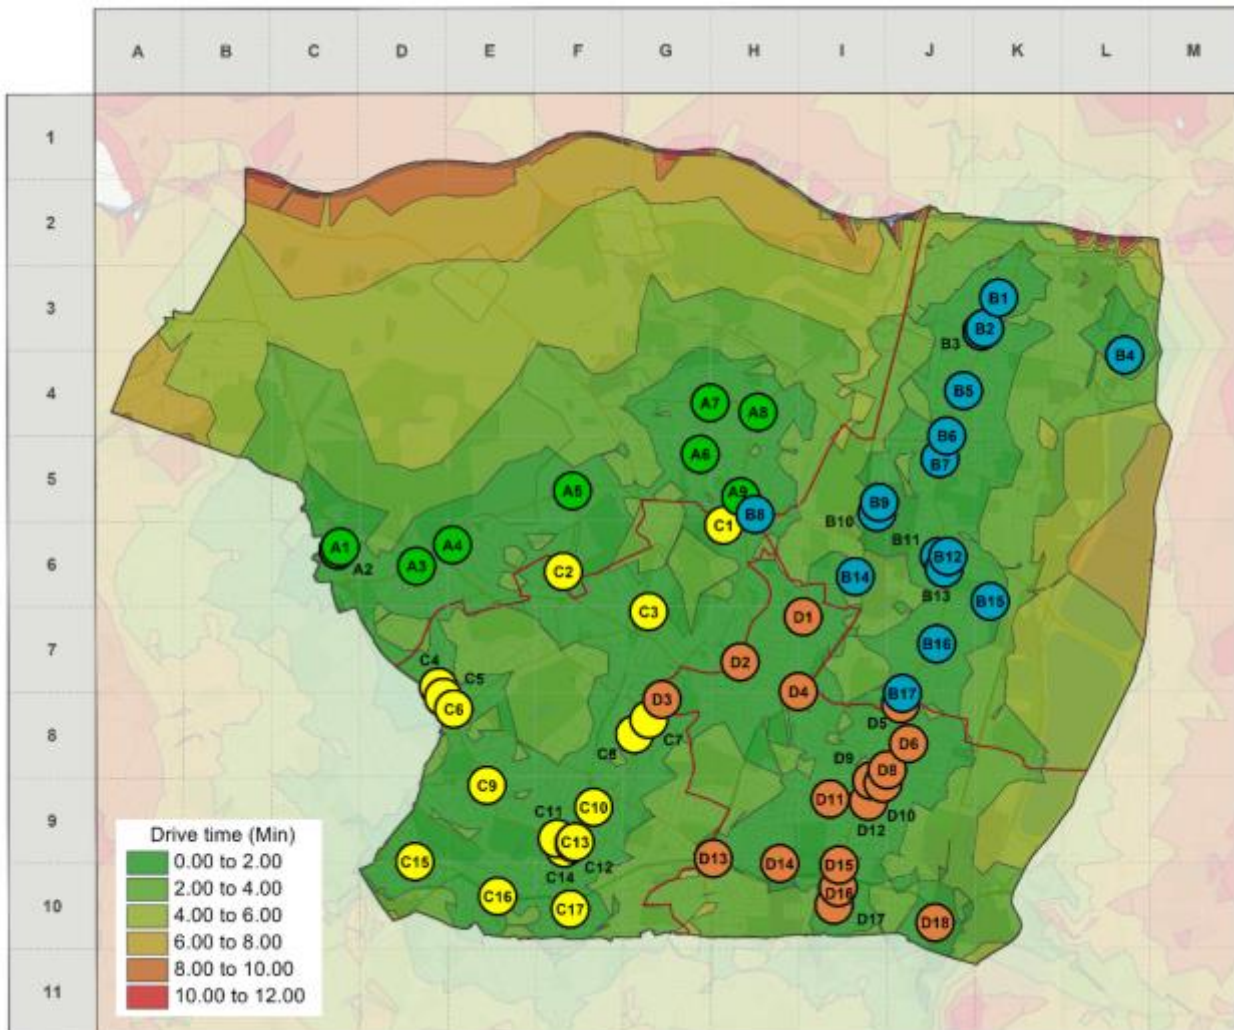 A B C D E F G H I J K L M
1
2
3
4
5
6
7
8
9
10
11
B1
B2
B3
B4
A7
A8
B5
B6
A6
B7
A5
A9
B8
B9
B10
C1
A1
A2
A3
A4
B11
B12
B13
C2
B14
B15
C3
D1
B16
C4
C5
C6
D2
D3
D4
B17
D5
C7
C8
D6
D9
D8
C9
D11
D10
D12
C10
C11
C13
C12
C14
C15
D13
D14
D15
D16
D17
C16
C17
D18
Drive time (Min)
0.00 to 2.00
2.00 to 4.00
4.00 to 6.00
6.00 to 8.00
8.00 to 10.00
10.00 to 12.00